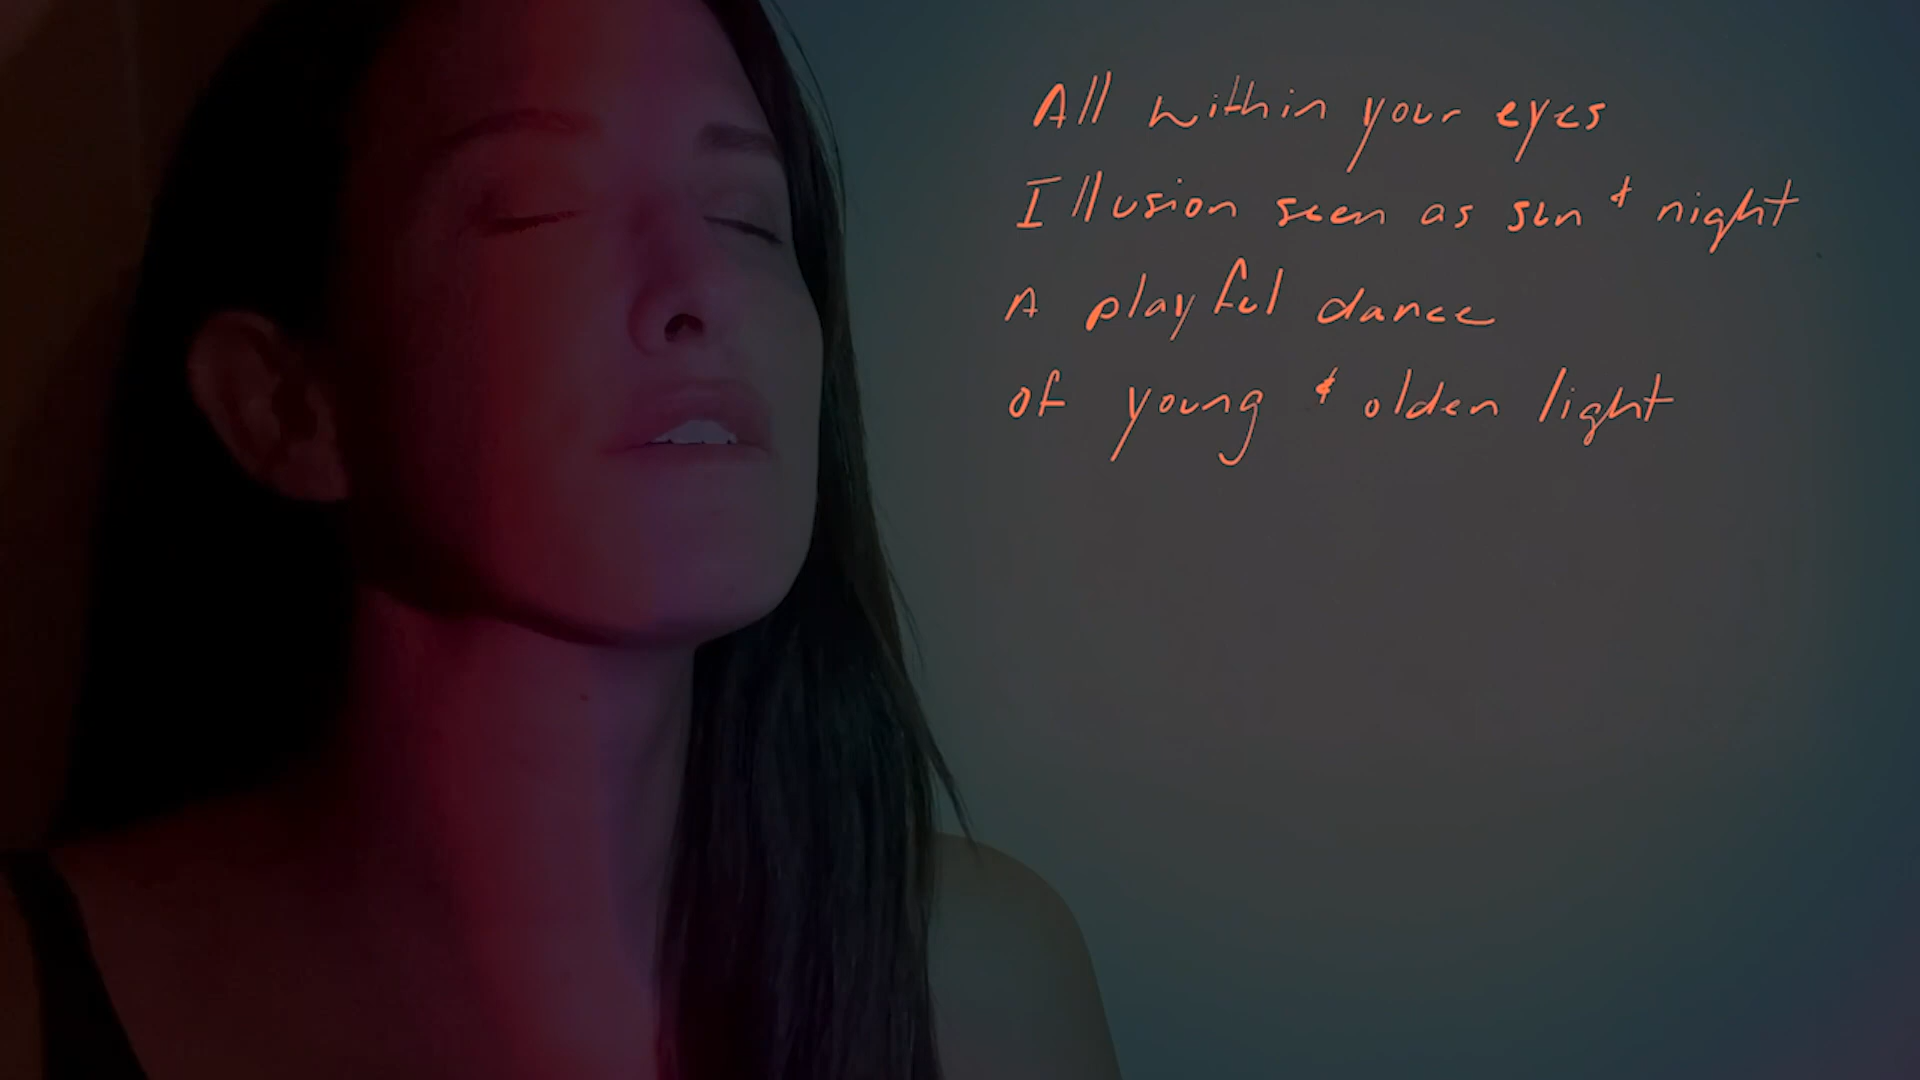 All within your eyes
Illusion seen as sun & night
A playful dance
of young & olden light